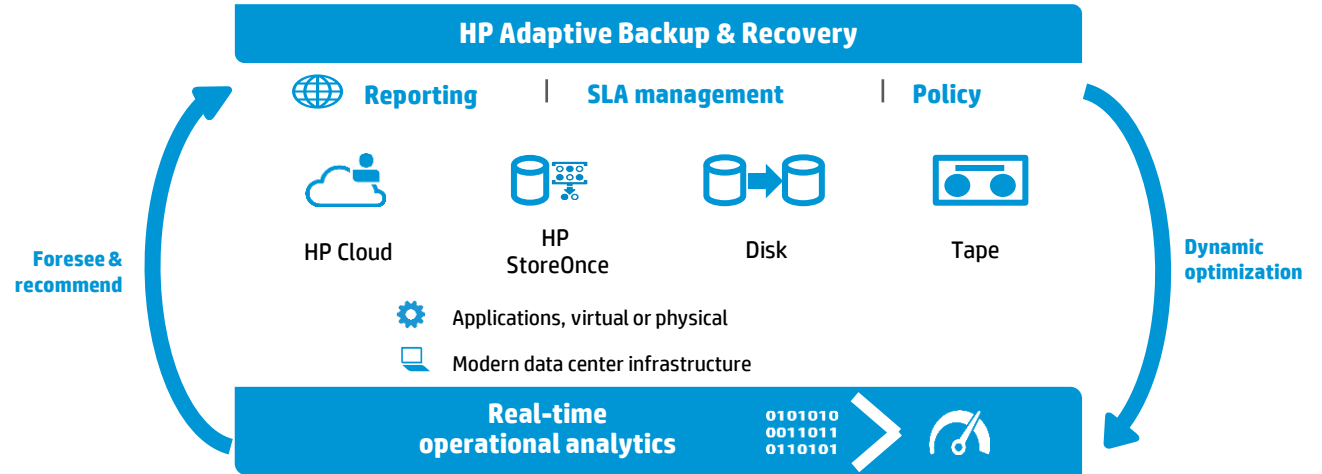 HP Adaptive Backup & Recovery
Reporting | SLA management | Policy
HP Cloud
HP
StoreOnce
Disk
Tape
Foresee &
recommend
Dynamic
optimization
Applications, virtual or physical
Modern data center infrastructure
Real-time
operational analytics
0101010
0011011
0110101